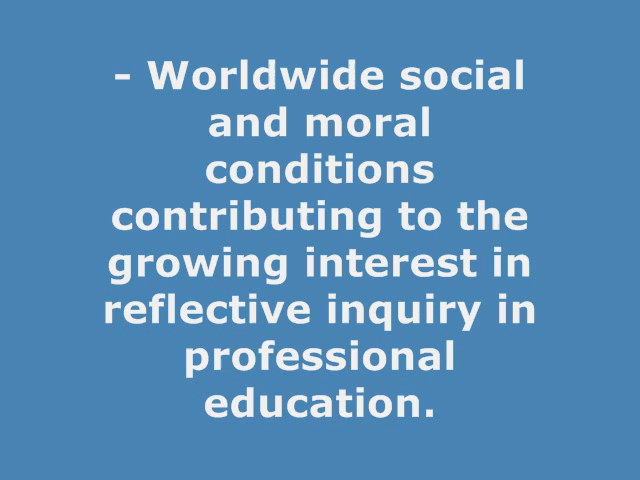 - Worldwide social
and moral
conditions
contributing to the
growing interest in
reflective inquiry in
professional
education.